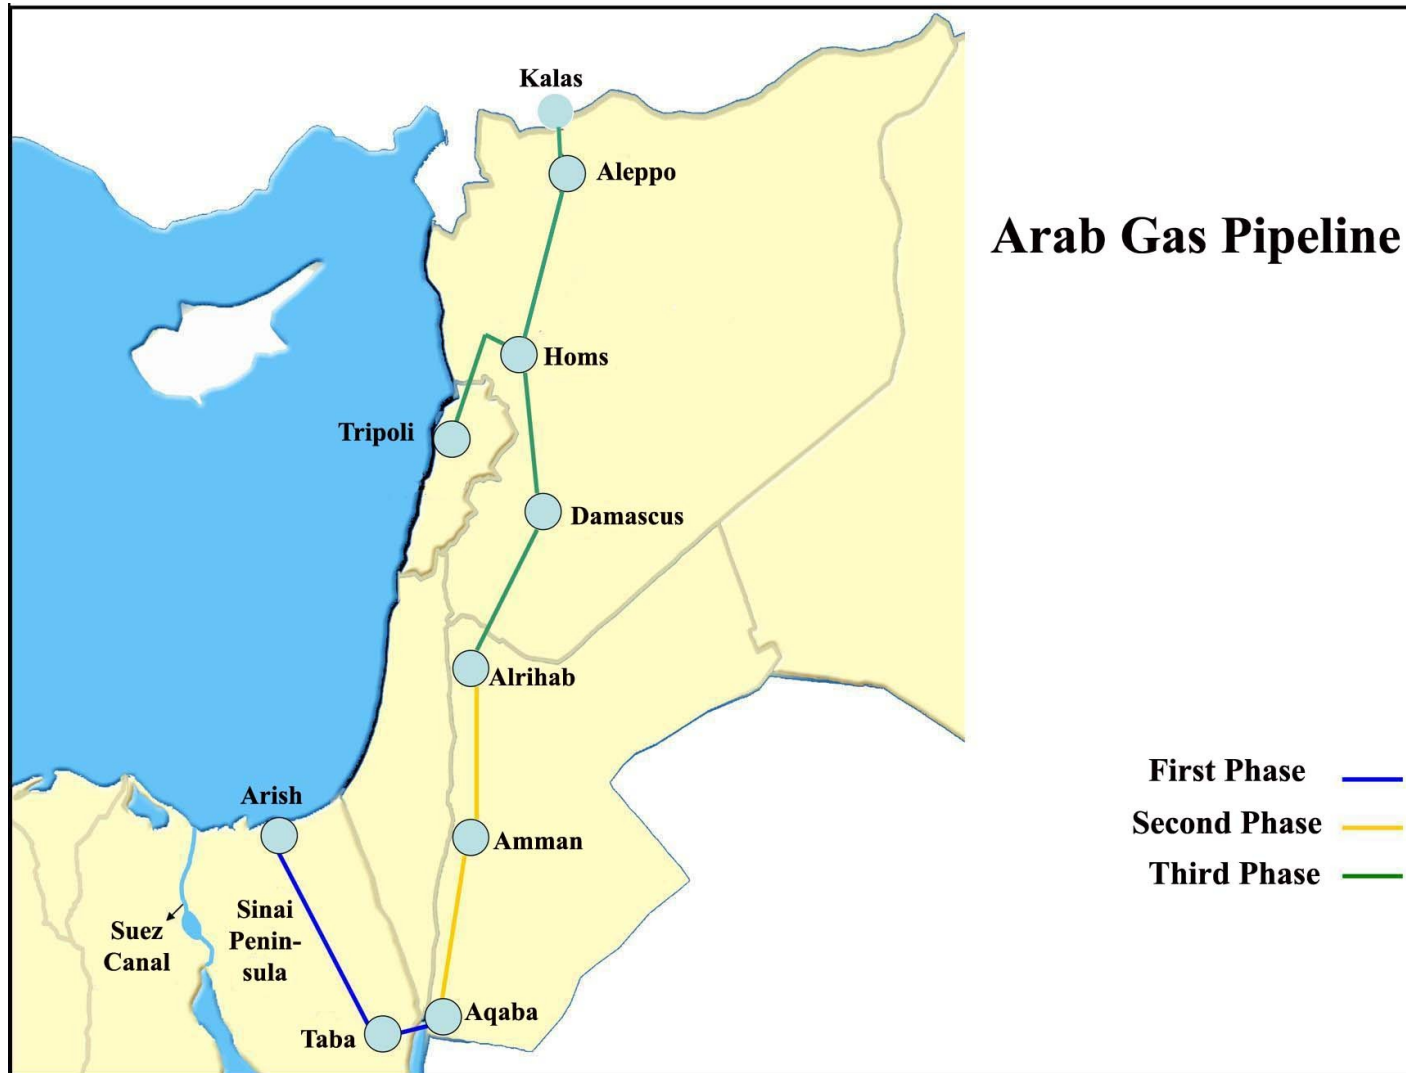 Kalas
Aleppo
Arab Gas Pipeline
Homs
Tripoli
Damascus
Alrihab
First Phase
Arish
Second Phase
Amman
Third Phase
Sinai
Penin-
sula
Suez
Canal
Aqaba
Taba